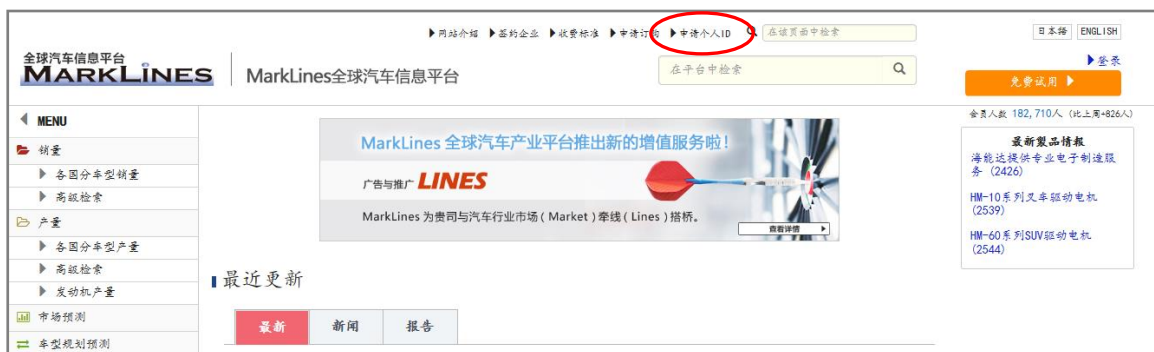 ▶网站介绍 ▶签约企业 ▶收费标准 ▶申请订购 ▶申请个人ID 在该页面中检索 日本語 ENGLISH
全球汽车信息平台
MARKLINES
MarkLines全球汽车信息平台
在平台中检索
▶登录
免费试用 ▶
会员人数 182,710人 (比上周+826人)
MENU
销量
▶ 各国分车型销量
▶ 高级检索
产量
▶ 各国分车型产量
▶ 高级检索
▶ 发动机产量
市场预测
车型规划预测
MarkLines 全球汽车产业平台推出新的增值服务啦！
广告与推广 LINES
MarkLines 为贵司与汽车行业市场 ( Market ) 牵线 ( Lines ) 搭桥。
查看详情 ▶
最近更新
最新 新闻 报告
最新製品情報
海能达提供专业电子制造服
务 (2426)
HM-10系列叉车驱动电机
(2539)
HM-60系列SUV驱动电机
(2544)